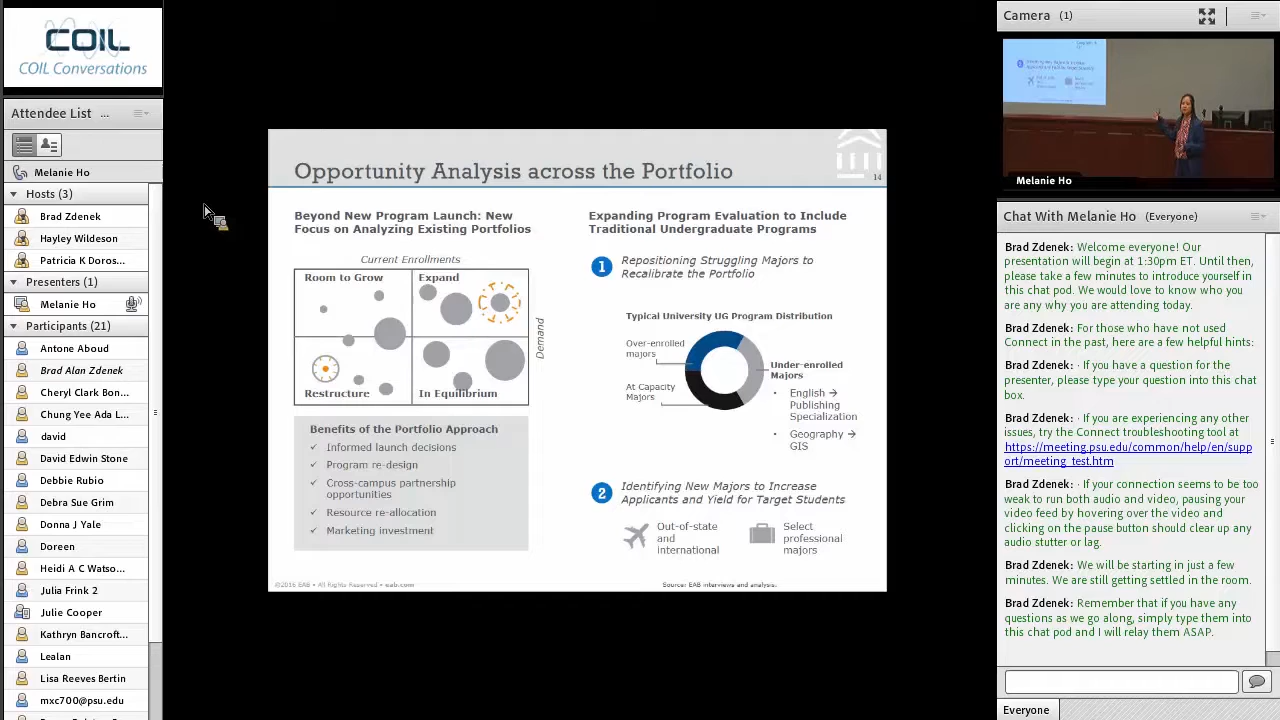 COIL
COIL Conversations
Attendee List ...
Melanie Ho
Hosts (3)
Brad Zdenek
Hayley Wildeson
Patricia K Doros...
Presenters (1)
Melanie Ho
Participants (21)
Antone Aboud
Brad Alan Zdenek
Cheryl Clark Bon...
Chung Yee Ada L...
david
David Edwin Stone
Debbie Rubio
Debra Sue Grim
Donna J Yale
Doreen
Heidi A C Watso...
Julia Frink 2
Julie Cooper
Kathryn Bancroft...
Lealan
Lisa Reeves Bertin
mxc700@psu.edu
Opportunity Analysis across the Portfolio
14
Beyond New Program Launch: New
Focus on Analyzing Existing Portfolios
Current Enrollments
Room to Grow
Expand
Demand
Restructure
In Equilibrium
Benefits of the Portfolio Approach
✓ Informed launch decisions
✓ Program re-design
✓ Cross-campus partnership
opportunities
✓ Resource re-allocation
✓ Marketing investment
©2016 EAB • All Rights Reserved • eab.com
Expanding Program Evaluation to Include
Traditional Undergraduate Programs
1 Repositioning Struggling Majors to
Recalibrate the Portfolio
Typical University UG Program Distribution
Over-enrolled
majors
At Capacity
Majors
Under-enrolled
Majors
• English →
Publishing
Specialization
• Geography →
GIS
2 Identifying New Majors to Increase
Applicants and Yield for Target Students
Out-of-state
and
international
Select
professional
majors
Source: EAB interviews and analysis.
Camera (1)
Melanie Ho
Chat With Melanie Ho (Everyone)
Brad Zdenek: Welcome everyone! Our
presentation will begin at 1:30pm ET. Until then,
please take a few minutes to introduce yourself in
this chat pod. We would love to know who you
are any why you are attending today.
Brad Zdenek: For those who have not used
Connect in the past, here are a few helpful hints:
Brad Zdenek: · If you have a question for the
presenter, please type your question into this chat
box.
Brad Zdenek: · If you are experiencing any other
issues, try the Connect troubleshooting tool at
https://meeting.psu.edu/common/help/en/supp
ort/meeting_test.htm
Brad Zdenek: · If your connection seems to be too
weak to run both audio and video, pausing your
video feed by hovering over the video and
clicking on the pause button should clear up any
audio stutter or lag.
Brad Zdenek: We will be starting in just a few
minutes. We are still getting settled in the room.
Brad Zdenek: Remember that if you have any
questions as we go along, simply type them into
this chat pod and I will relay them ASAP.
Everyone